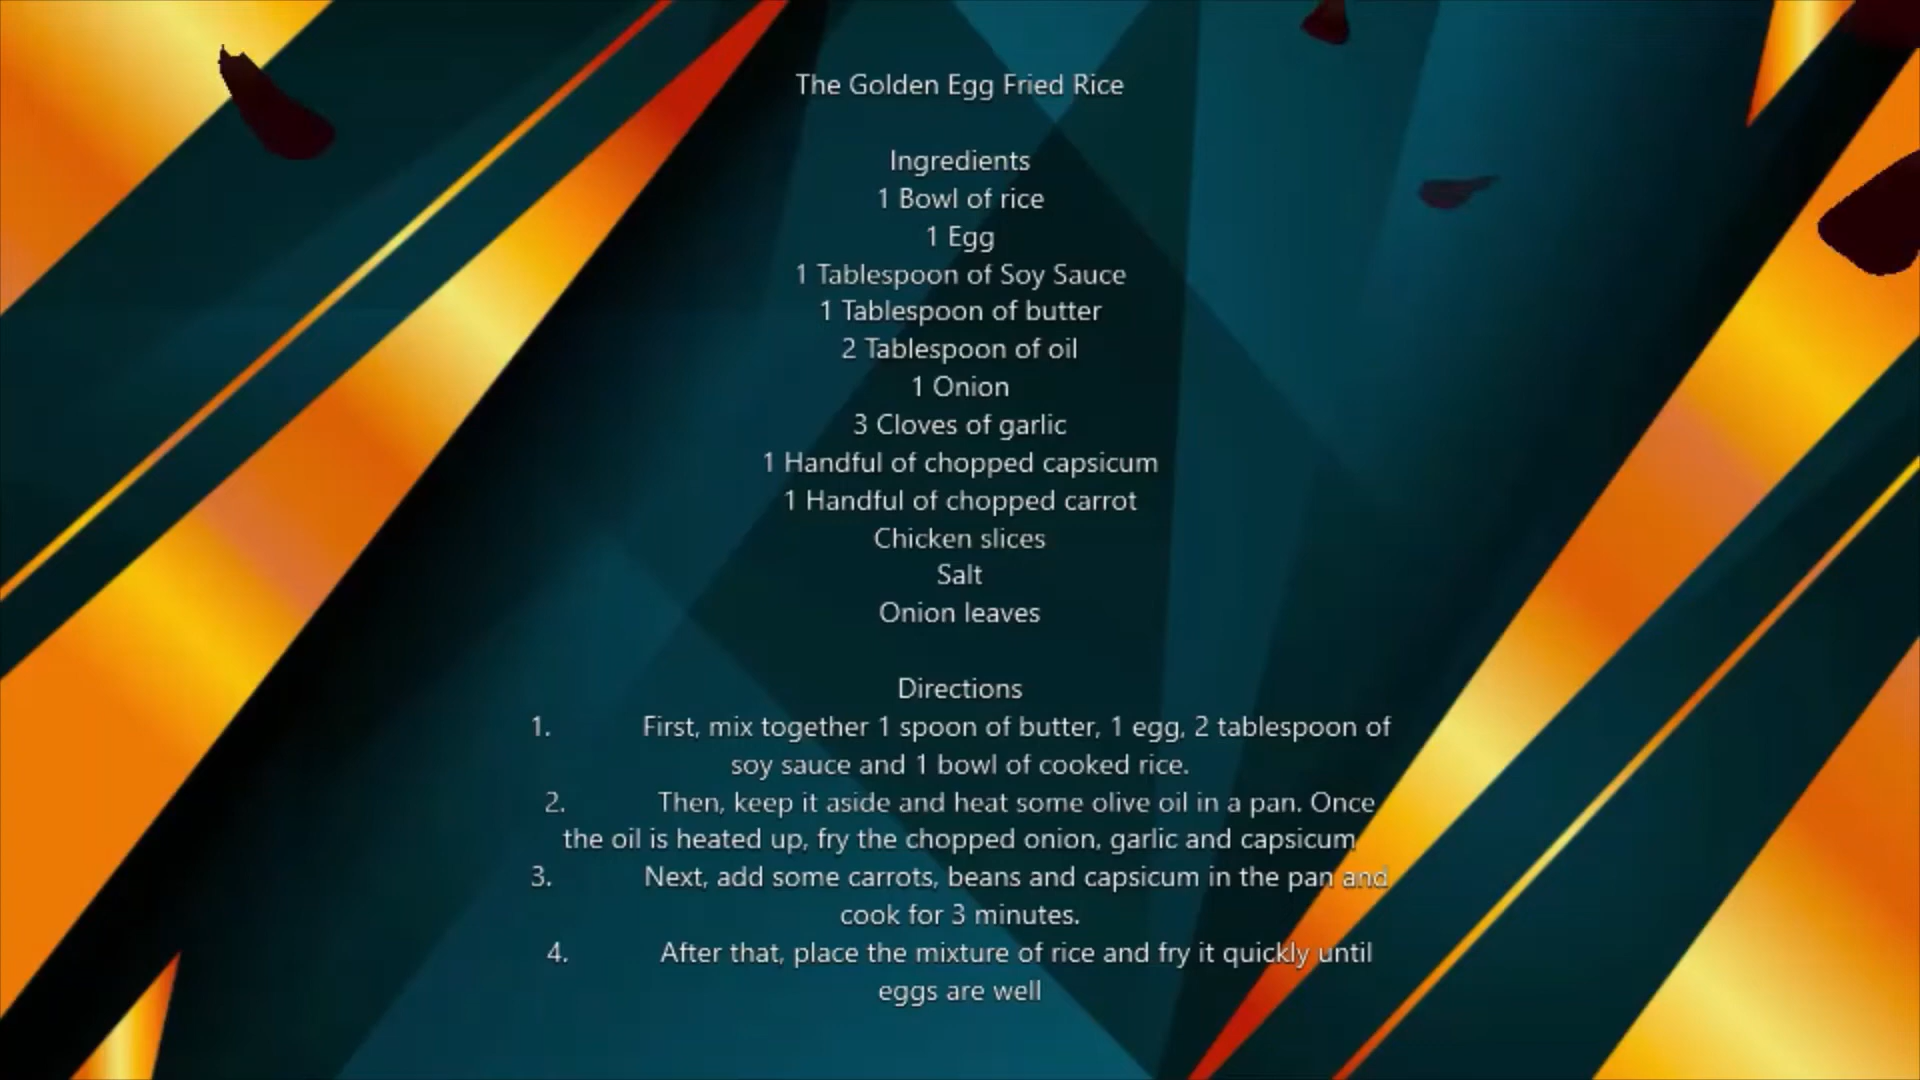 The Golden Egg Fried Rice
Ingredients
1 Bowl of rice
1 Egg
1 Tablespoon of Soy Sauce
1 Tablespoon of butter
2 Tablespoon of oil
1 Onion
3 Cloves of garlic
1 Handful of chopped capsicum
1 Handful of chopped carrot
Chicken slices
Salt
Onion leaves
Directions
1. First, mix together 1 spoon of butter, 1 egg, 2 tablespoon of
soy sauce and 1 bowl of cooked rice.
2. Then, keep it aside and heat some olive oil in a pan. Once
the oil is heated up, fry the chopped onion, garlic and capsicum
3. Next, add some carrots, beans and capsicum in the pan and
cook for 3 minutes.
4. After that, place the mixture of rice and fry it quickly until
eggs are well